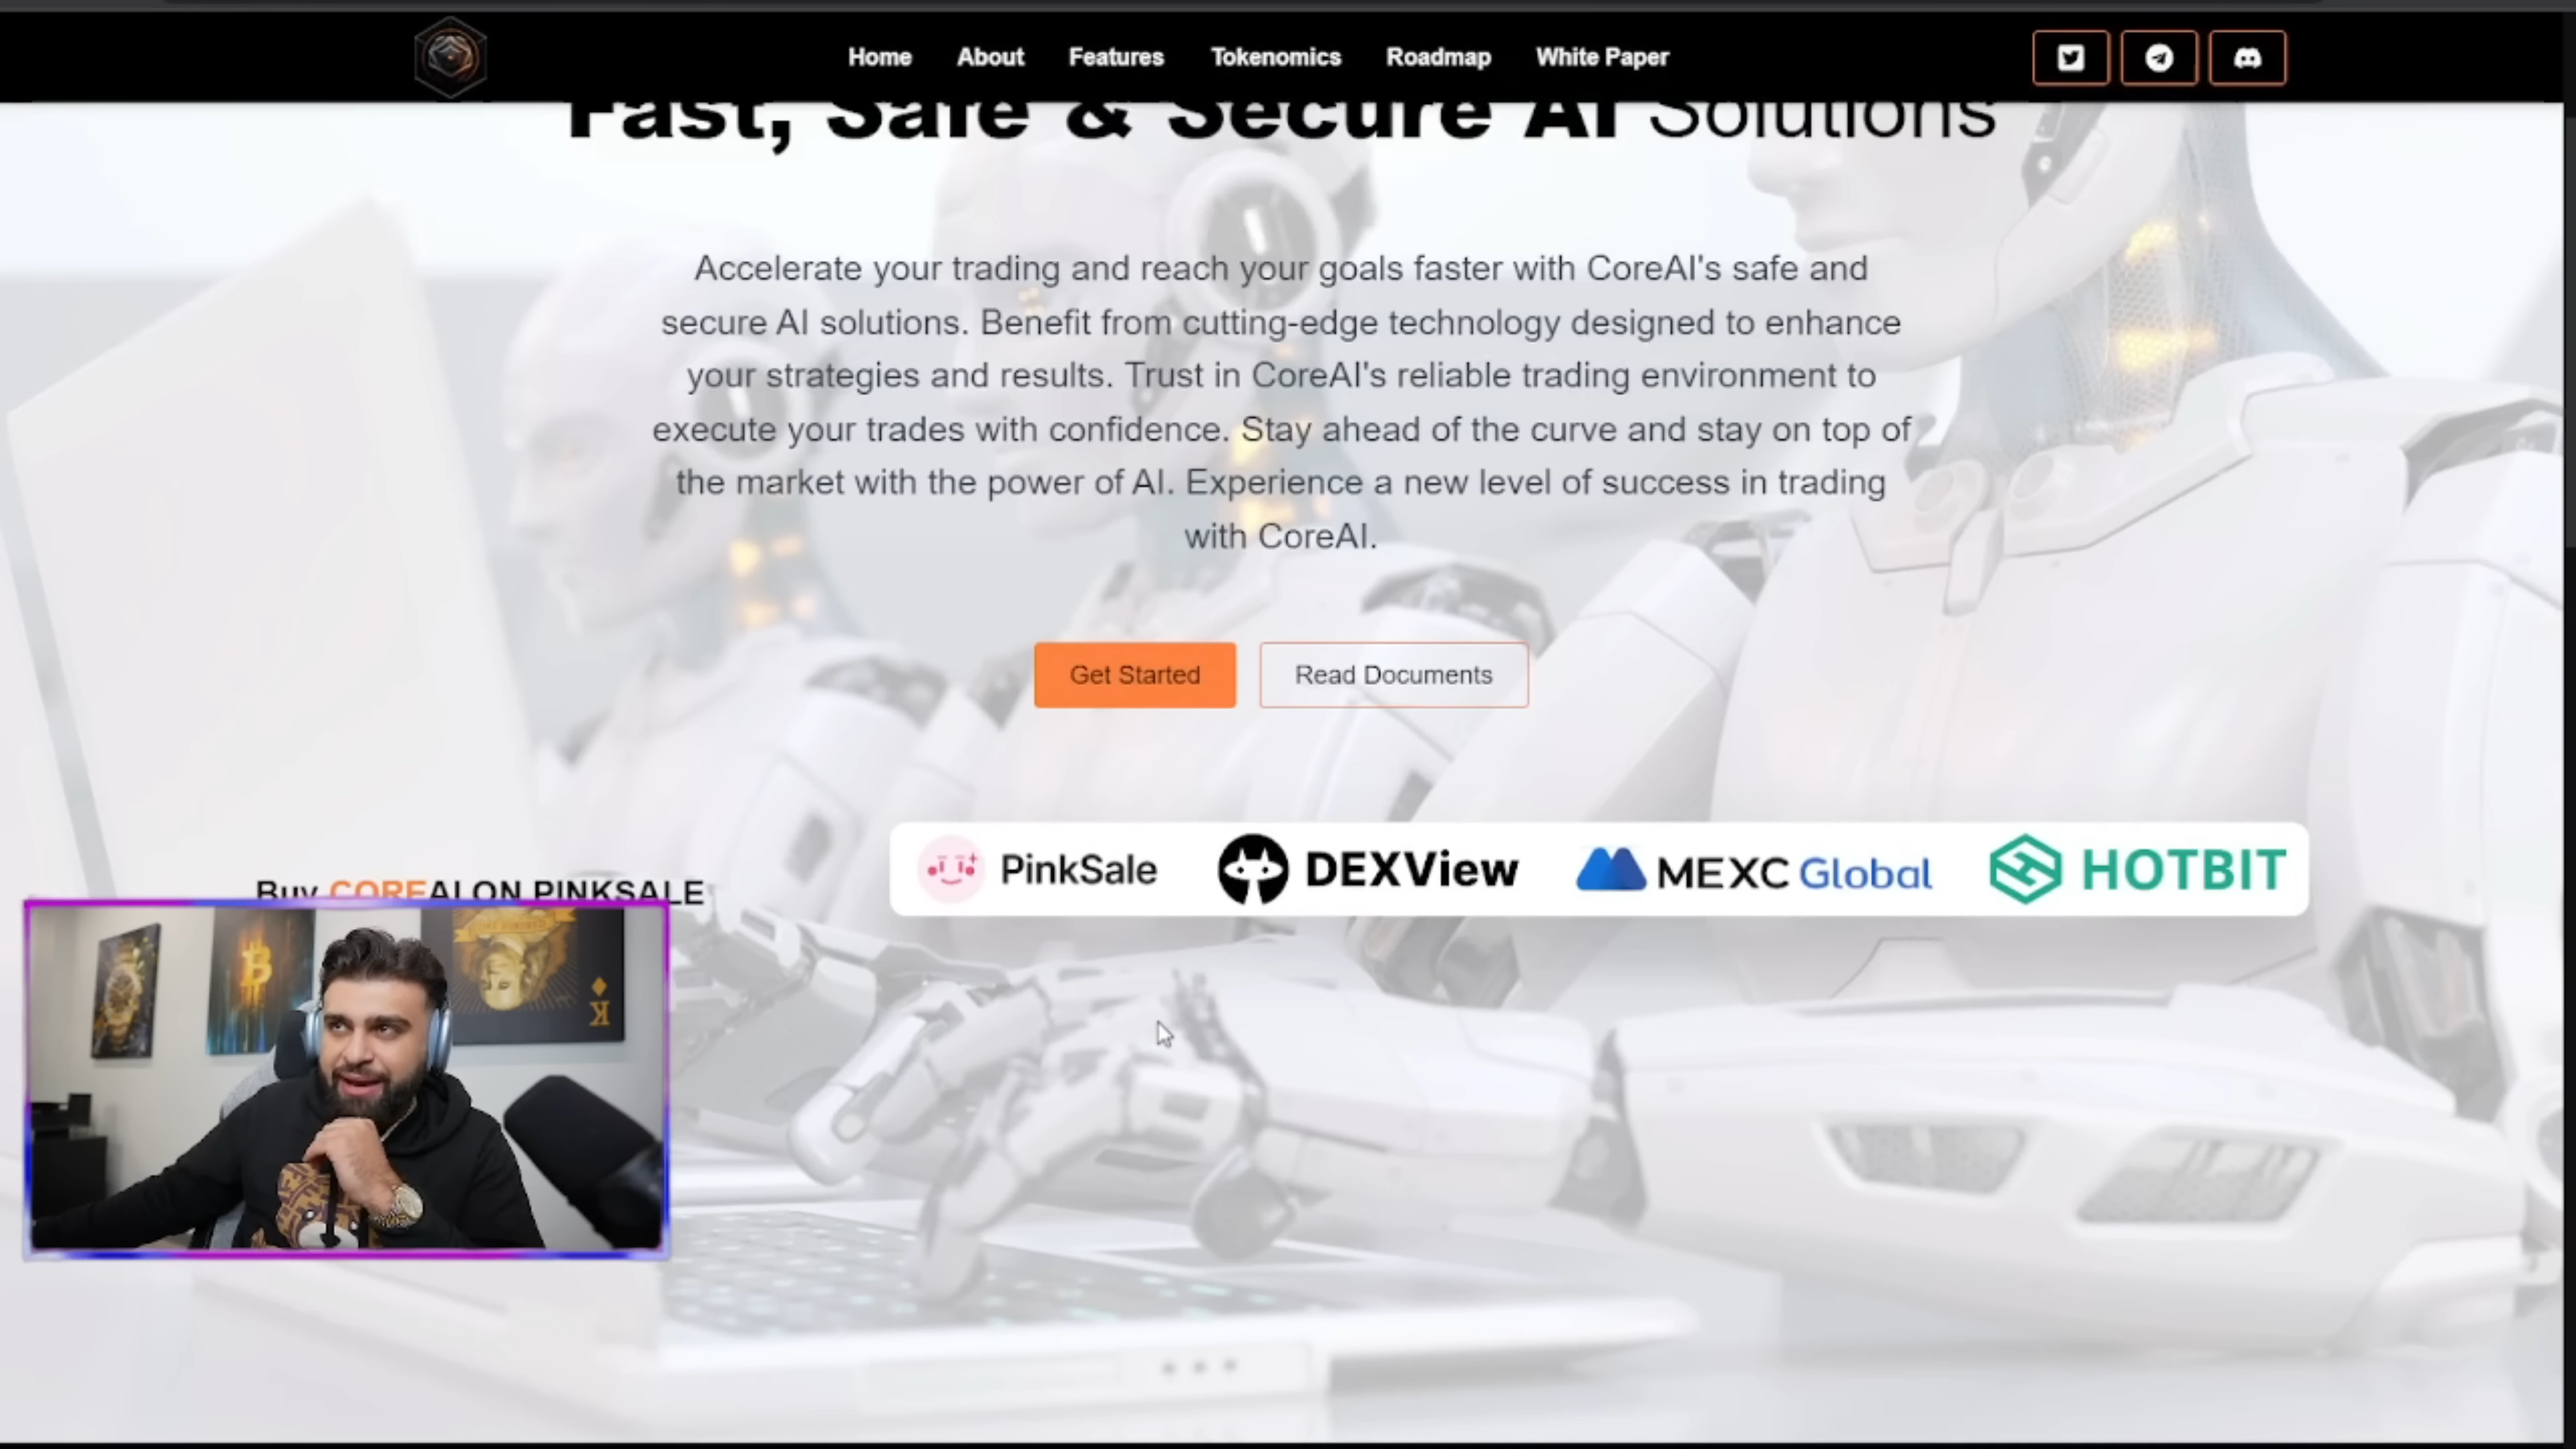 Home About Features Tokenomics Roadmap White Paper
Fast, Safe & Secure AI Solutions
Accelerate your trading and reach your goals faster with CoreAI's safe and
secure AI solutions. Benefit from cutting-edge technology designed to enhance
your strategies and results. Trust in CoreAI's reliable trading environment to
execute your trades with confidence. Stay ahead of the curve and stay on top of
the market with the power of AI. Experience a new level of success in trading
with CoreAI.
Get Started Read Documents
Buy COREAI ON PINKSALE
PinkSale DEXView MEXC Global HOTBIT
K